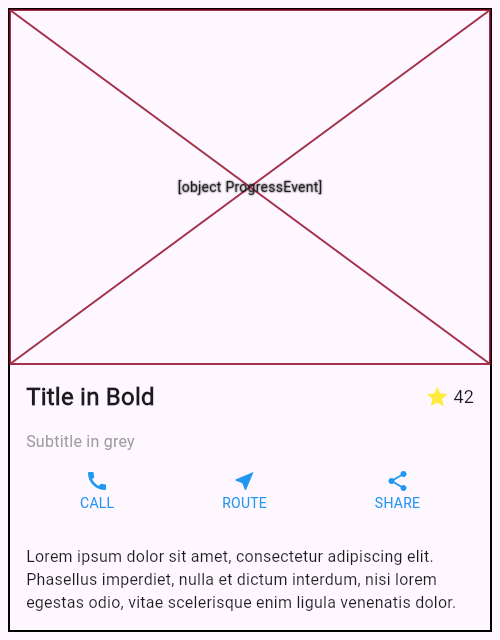 [object ProgressEvent]
Title in Bold
42
Subtitle in grey
CALL
ROUTE
SHARE
Lorem ipsum dolor sit amet, consectetur adipiscing elit.
Phasellus imperdiet, nulla et dictum interdum, nisi lorem
egestas odio, vitae scelerisque enim ligula venenatis dolor.